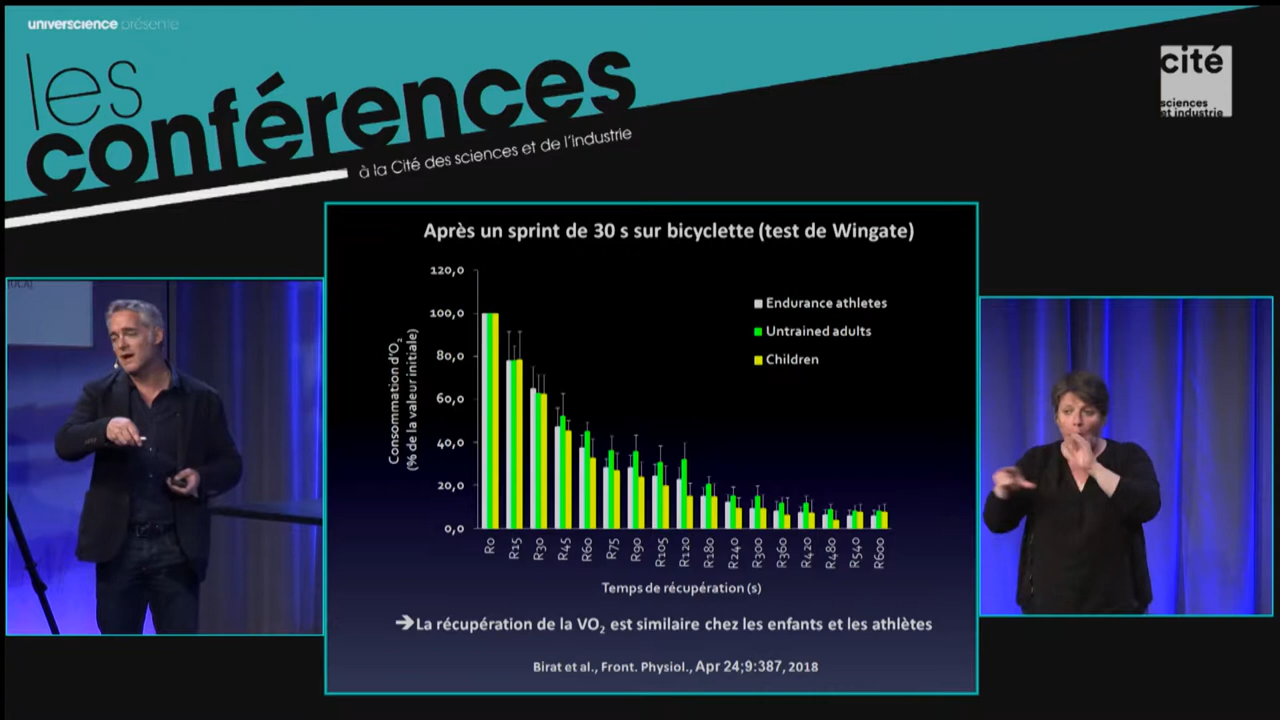 universcience présente
les
conférences
à la Cité des sciences et de l'industrie
cité
sciences
et industrie
(UCA)
Après un sprint de 30 s sur bicyclette (test de Wingate)
Consommation d'O₂
(% de la valeur initiale)
120,0
100,0
80,0
60,0
40,0
20,0
0,0
Endurance athletes
Untrained adults
Children
R0 R15 R30 R45 R60 R75 R90 R105 R120 R180 R240 R300 R360 R420 R480 R540 R600
Temps de récupération (s)
➔La récupération de la VO₂ est similaire chez les enfants et les athlètes
Birat et al., Front. Physiol., Apr 24;9:387, 2018